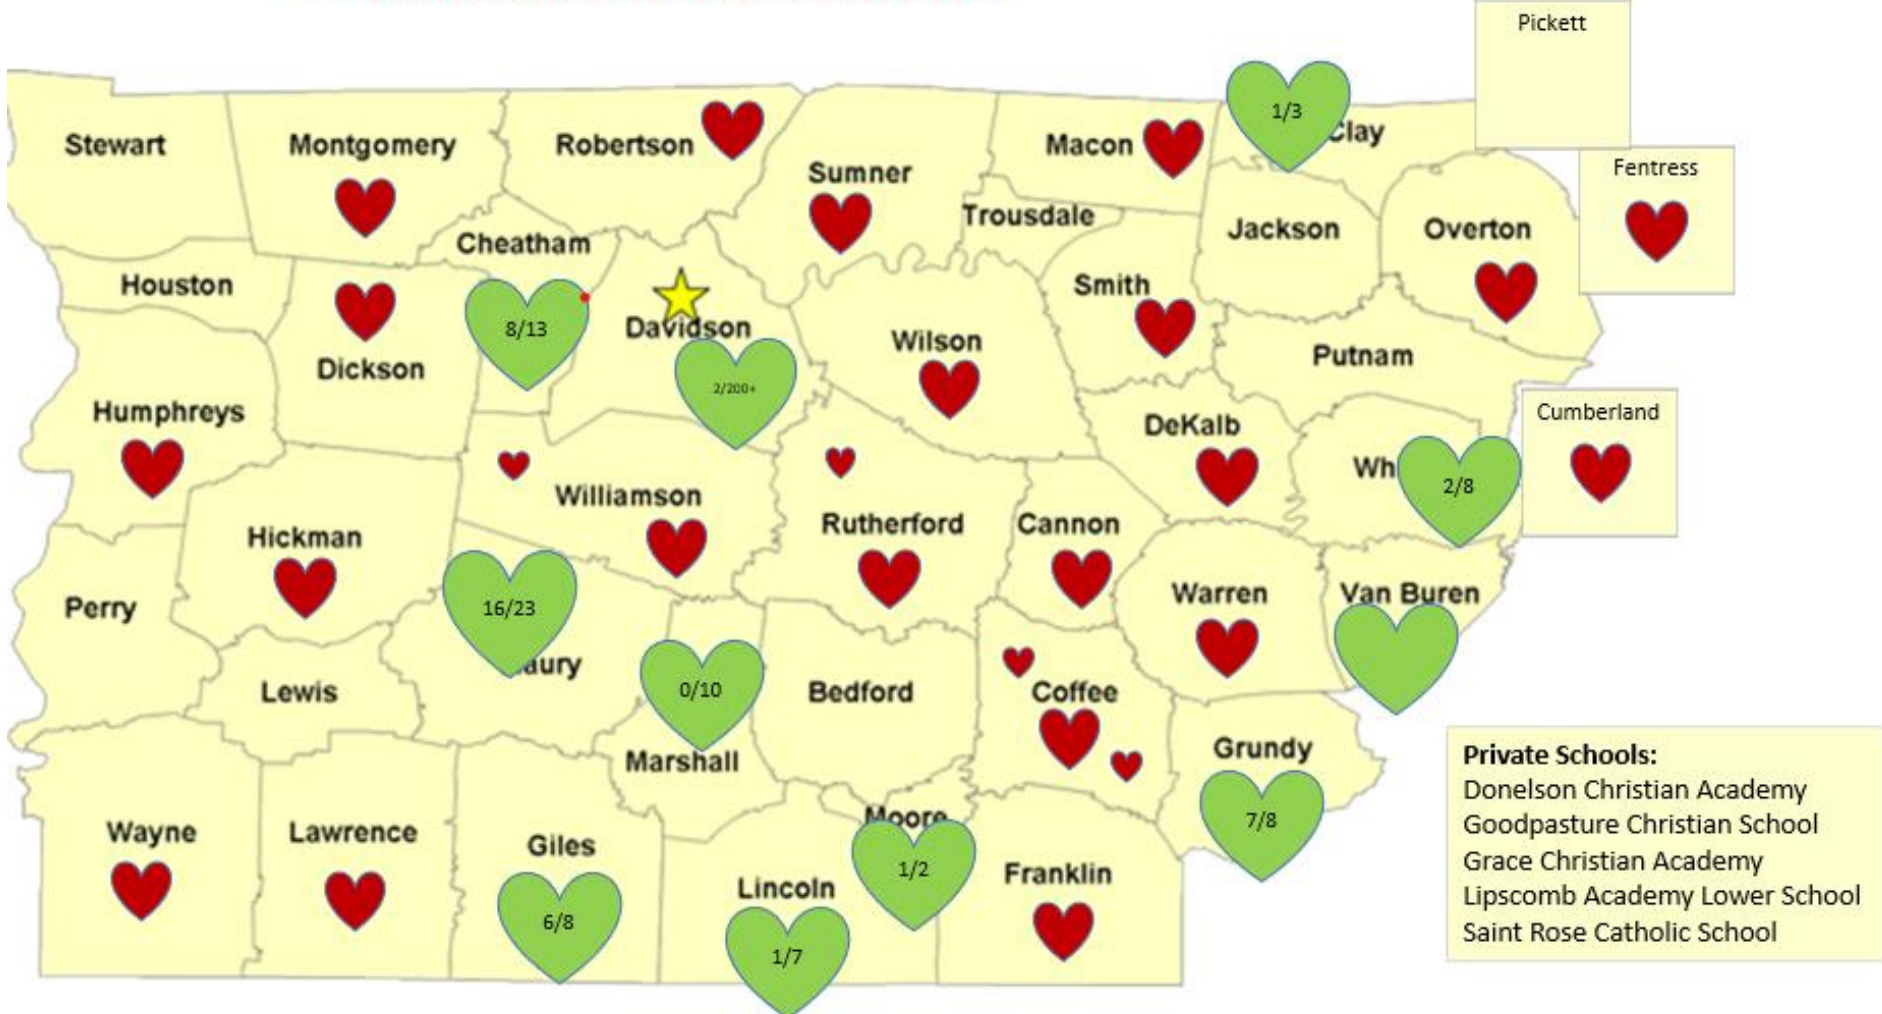 Pickett
1/3
Clay
Stewart
Montgomery
Robertson
Macon
Sumner
Fentress
Trousdale
Jackson
Overton
Cheatham
Houston
Smith
8/13
Davidson
Wilson
Putnam
Dickson
2/200+
Humphreys
DeKalb
Cumberland
Wh
2/8
Williamson
Hickman
Rutherford
Cannon
Warren
Van Buren
Perry
16/23
aury
Lewis
0/10
Bedford
Coffee
Marshall
Grundy
Private Schools:
Donelson Christian Academy
Goodpasture Christian School
Grace Christian Academy
Lipscomb Academy Lower School
Saint Rose Catholic School
Moore
7/8
Wayne
Lawrence
Giles
1/2
Lincoln
Franklin
6/8
1/7